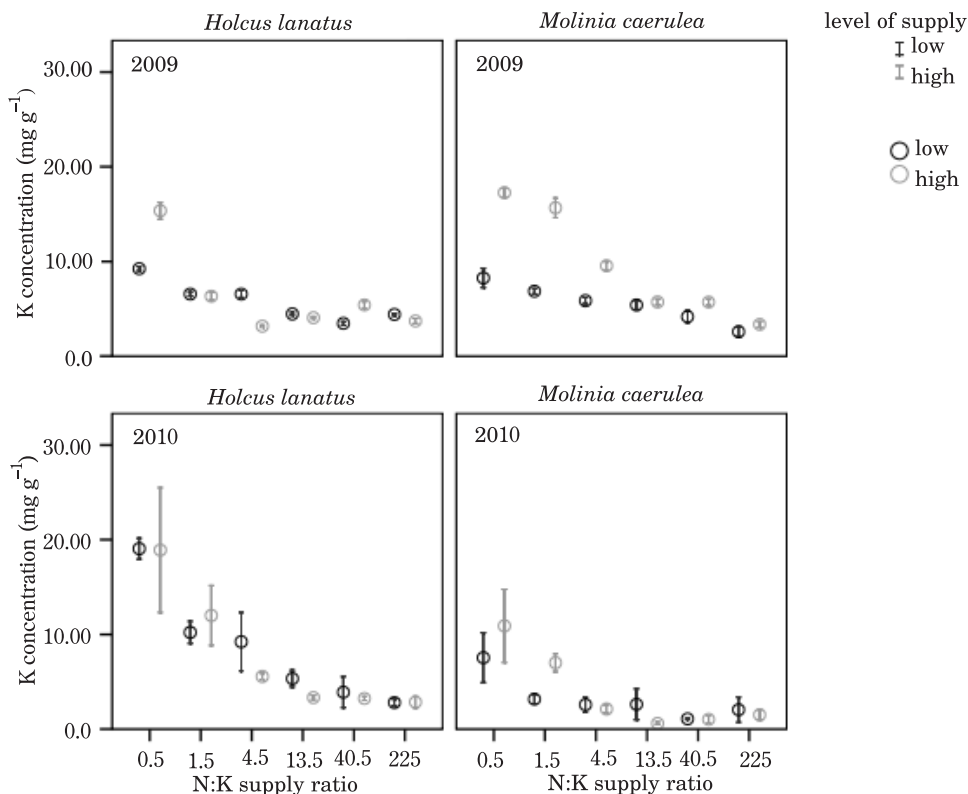 Holcus lanatus
Molinia caerulea
level of supply
low
high
low
high
2009
2009
K concentration (mg g⁻¹)
30.00
20.00
10.00
0.0
Holcus lanatus
Molinia caerulea
2010
2010
K concentration (mg g⁻¹)
30.00
20.00
10.00
0.0
0.5 1.5 4.5 13.5 40.5 225
0.5 1.5 4.5 13.5 40.5 225
N:K supply ratio
N:K supply ratio